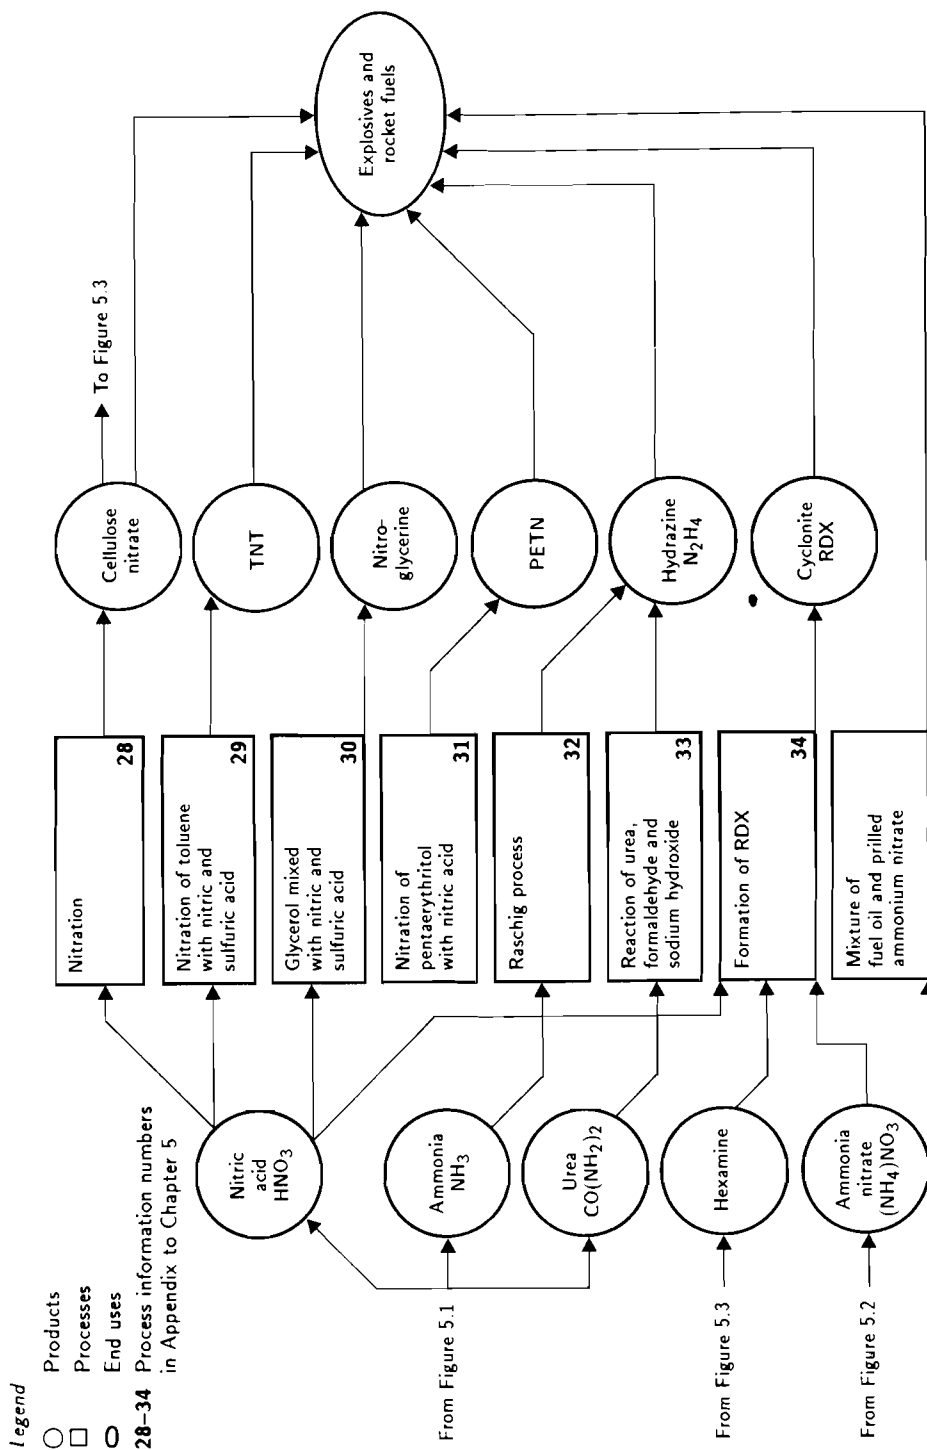 Legend
Products
Processes
End uses
28–34 Process information numbers
in Appendix to Chapter 5
From Figure 5.1
From Figure 5.3
From Figure 5.2
Nitric
acid
HNO3
Ammonia
NH3
Urea
CO(NH2)2
Hexamine
Ammonia
nitrate
(NH4)NO3
Nitration
28
Nitration of toluene
with nitric and
sulfuric acid
29
Glycerol mixed
with nitric and
sulfuric acid
30
Nitration of
pentaerythritol
with nitric acid
31
Raschig process
32
Reaction of urea,
formaldehyde and
sodium hydroxide
33
Formation of RDX
34
Mixture of
fuel oil and prilled
ammonium nitrate
Cellulose
nitrate
To Figure 5.3
TNT
Nitro-
glycerine
PETN
Hydrazine
N2H4
Cyclonite
RDX
Explosives and
rocket fuels